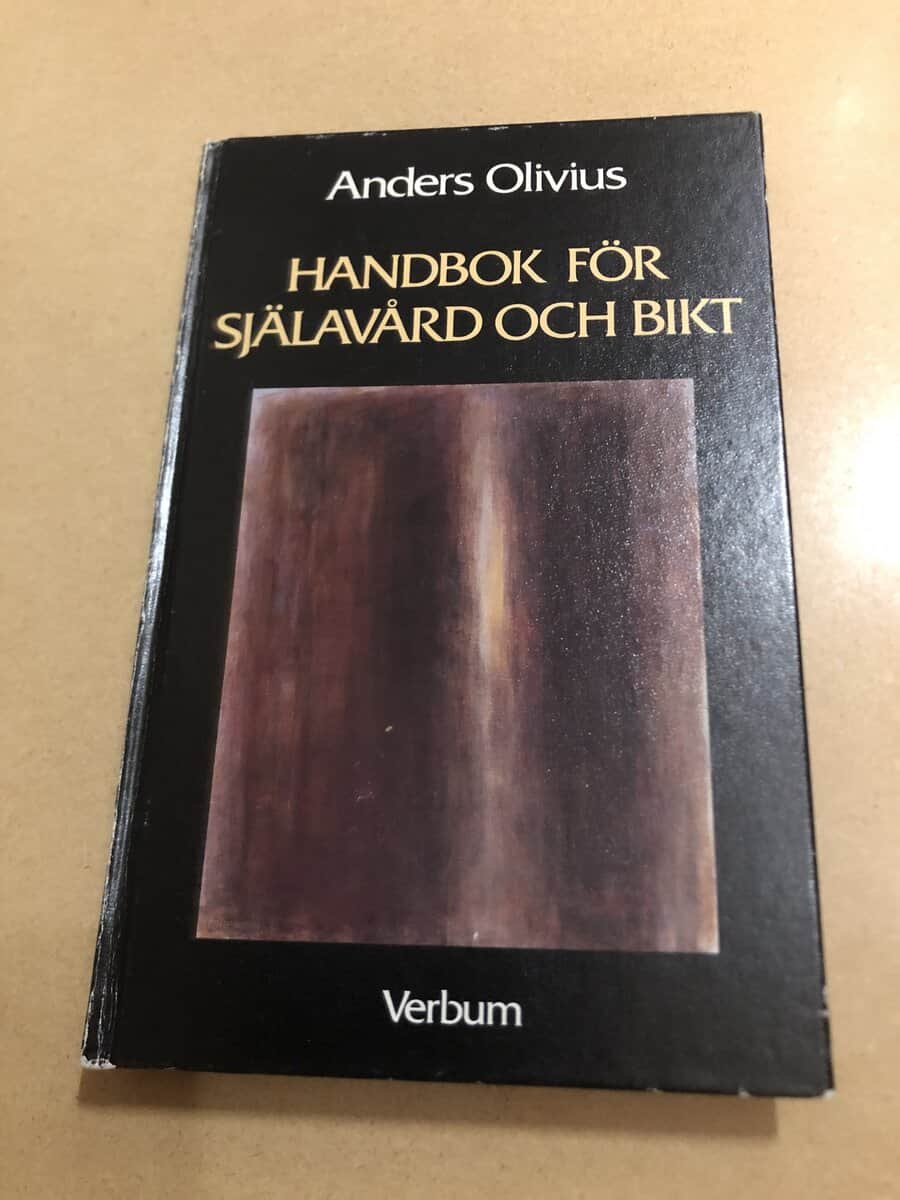 Anders Olivius
HANDBOK FÖR
SJÄLAVÅRD OCH BIKT
Verbum